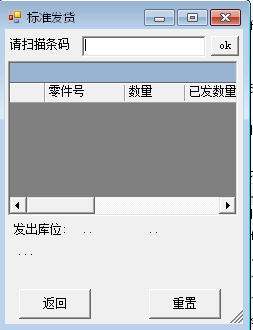 标准发货
请扫描条码 ok
零件号 数量 已发数量
发出库位： .. ..
...
返回 重置